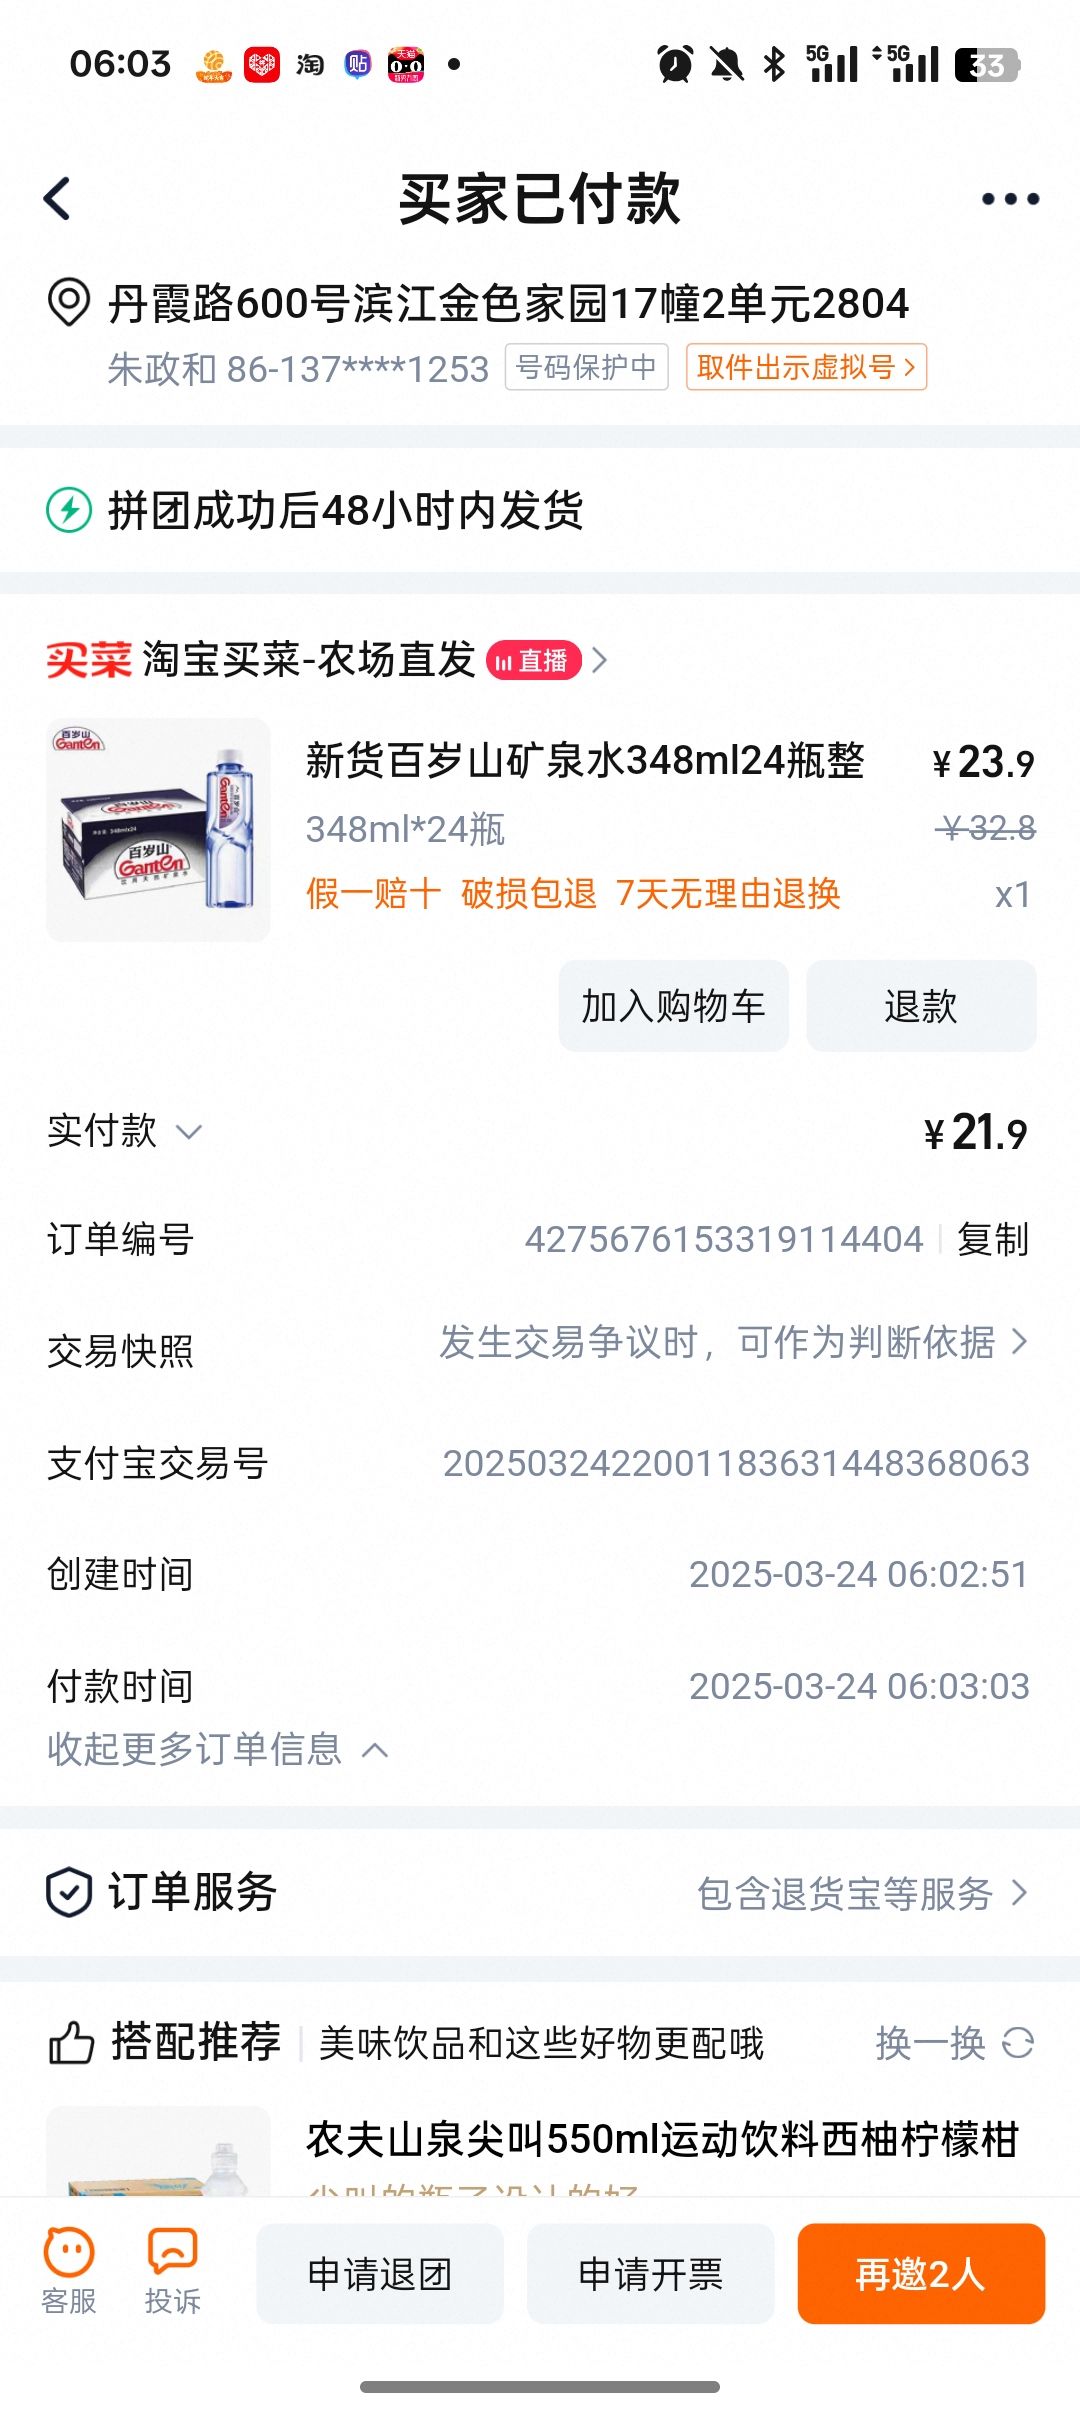 06:03
淘
贴
天猫
5G
5G
33
买家已付款
丹霞路600号滨江金色家园17幢2单元2804
朱政和 86-137****1253 号码保护中 取件出示虚拟号
拼团成功后48小时内发货
买菜 淘宝买菜-农场直发 直播
百岁山
Ganten
百岁山
Ganten
新货百岁山矿泉水348ml24瓶整 ¥23.9
348ml*24瓶 ¥32.8
假一赔十 破损包退 7天无理由退换 x1
加入购物车 退款
实付款 ¥21.9
订单编号 4275676153319114404 复制
交易快照 发生交易争议时，可作为判断依据
支付宝交易号 2025032422001183631448368063
创建时间 2025-03-24 06:02:51
付款时间 2025-03-24 06:03:03
收起更多订单信息
订单服务 包含退货宝等服务
搭配推荐 美味饮品和这些好物更配哦 换一换
农夫山泉尖叫550ml运动饮料西柚柠檬柑
客服 投诉 申请退团 申请开票 再邀2人